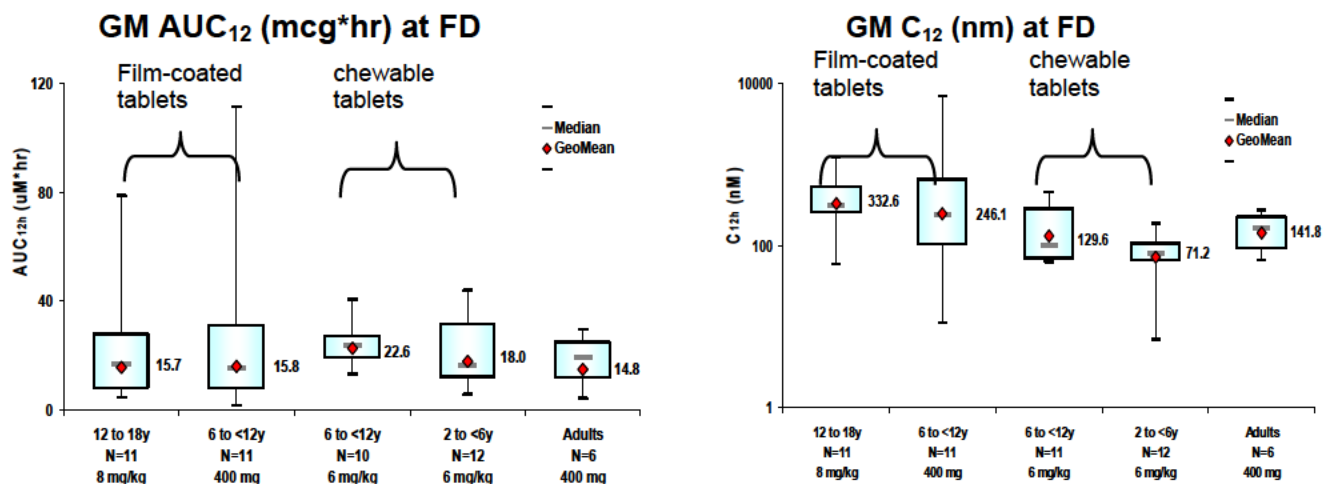 GM AUC12 (mcg*hr) at FD
Film-coated
tablets
chewable
tablets
AUC12h (uM*hr)
120
80
40
0
Median
GeoMean
15.7
15.8
22.6
18.0
14.8
12 to 18y
N=11
8 mg/kg
6 to <12y
N=11
400 mg
6 to <12y
N=10
6 mg/kg
2 to <6y
N=12
6 mg/kg
Adults
N=6
400 mg
GM C12 (nm) at FD
Film-coated
tablets
chewable
tablets
C12h (nM)
10000
100
1
Median
GeoMean
332.6
246.1
129.6
71.2
141.8
12 to 18y
N=11
8 mg/kg
6 to <12y
N=11
400 mg
6 to <12y
N=11
6 mg/kg
2 to <6y
N=12
6 mg/kg
Adults
N=6
400 mg